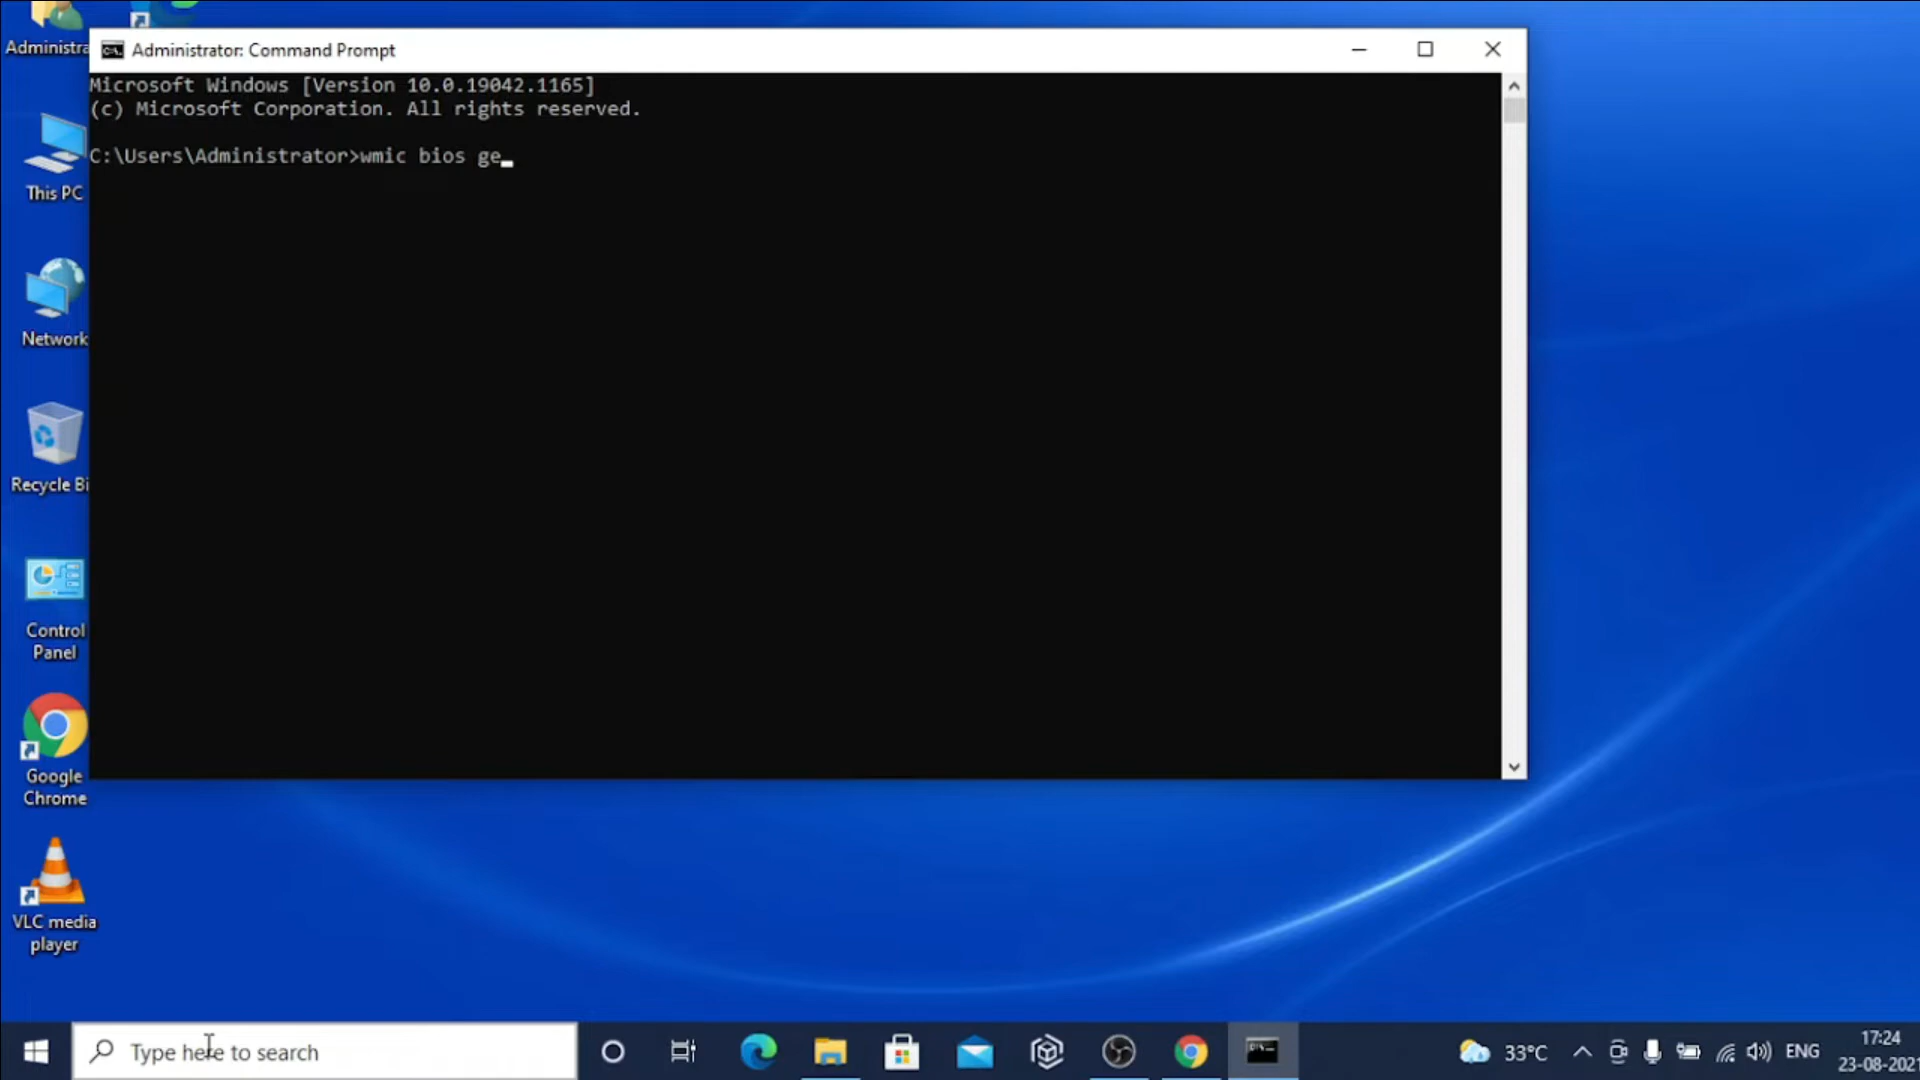 Administra
Administrator: Command Prompt
Microsoft Windows [Version 10.0.19042.1165]
(c) Microsoft Corporation. All rights reserved.
C:\Users\Administrator>wmic bios ge
This PC
Network
Recycle Bi
Control
Panel
Google
Chrome
VLC media
player
Type here to search
33°C
ENG
17:24
23-08-2021